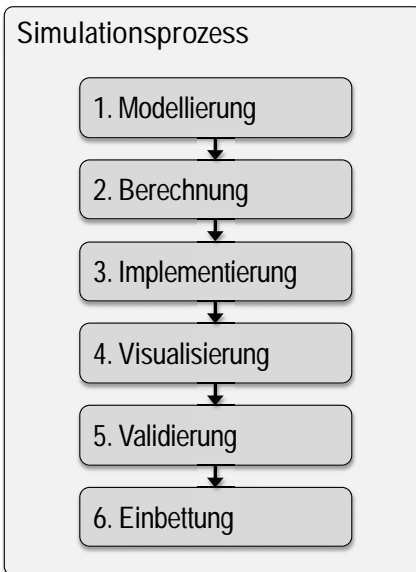 Simulationsprozess
1. Modellierung
2. Berechnung
3. Implementierung
4. Visualisierung
5. Validierung
6. Einbettung